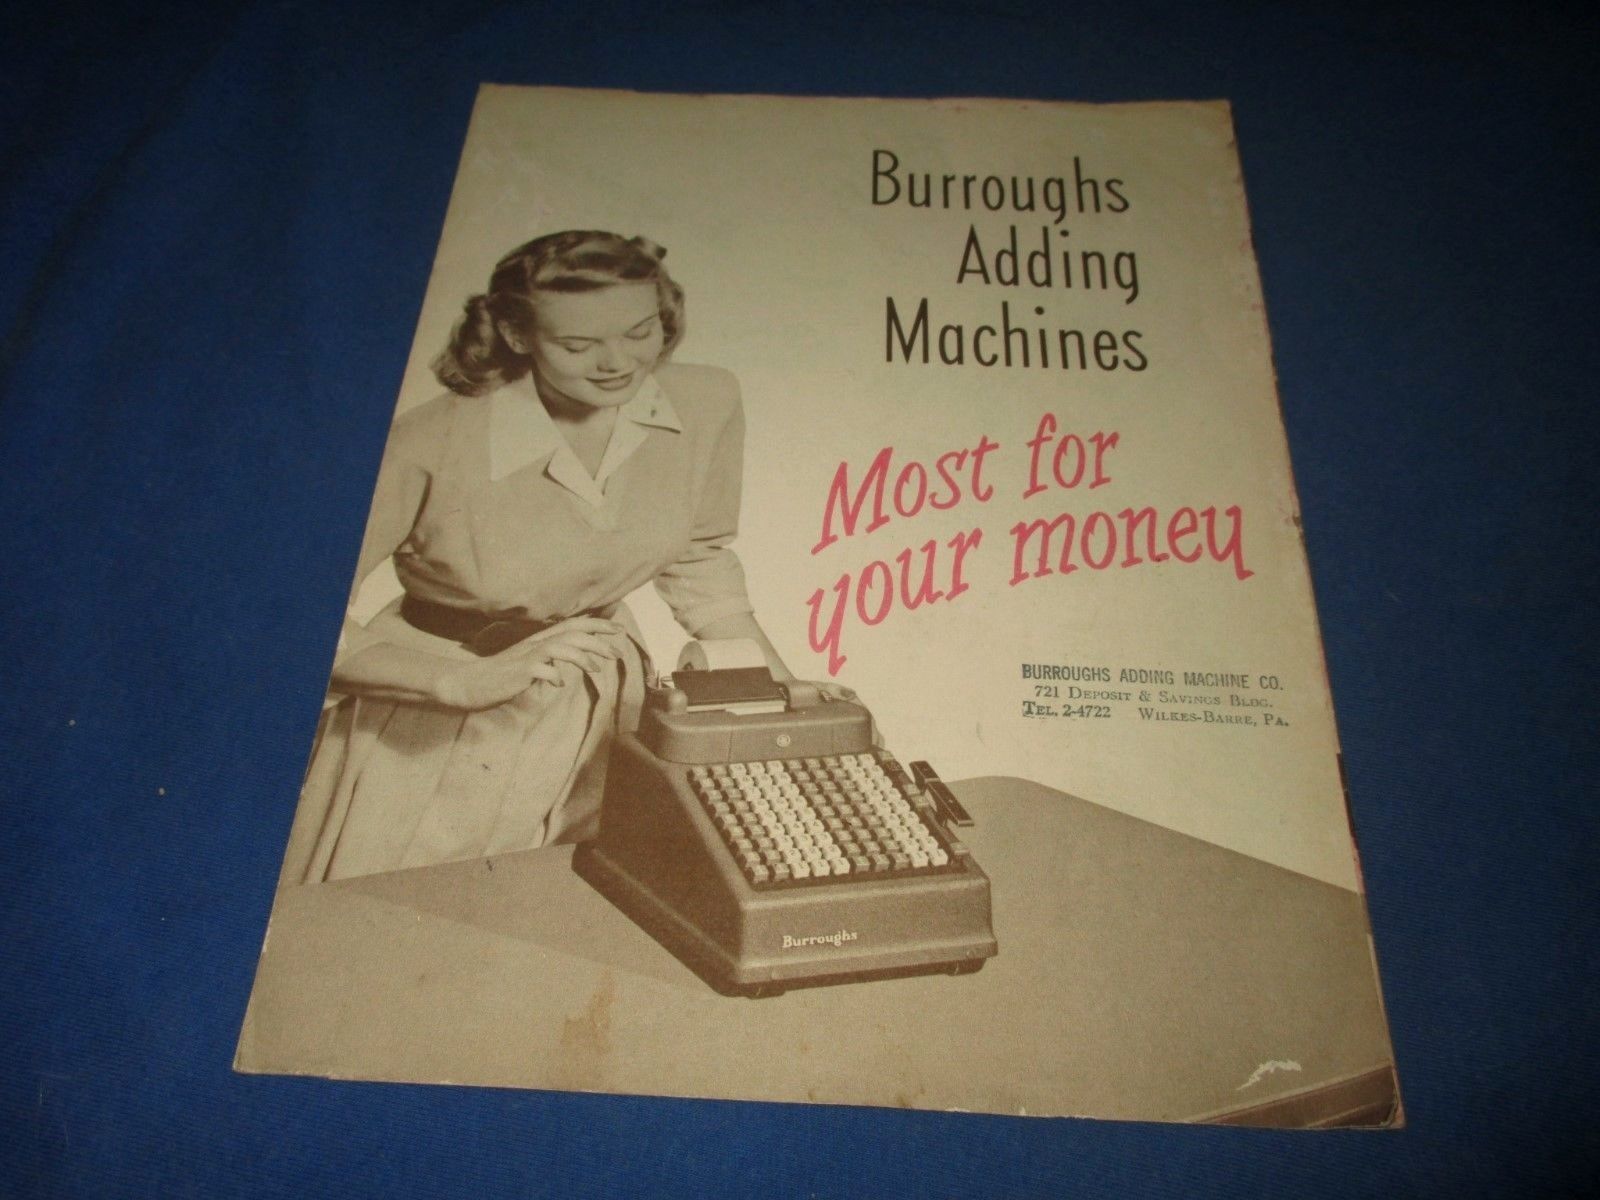 Burroughs
Adding
Machines
Most for
your money
BURROUGHS ADDING MACHINE CO.
721 DEPOSIT & SAVINGS BLDG.
TEL. 2-4722 WILKES-BARRE, PA.
Burroughs